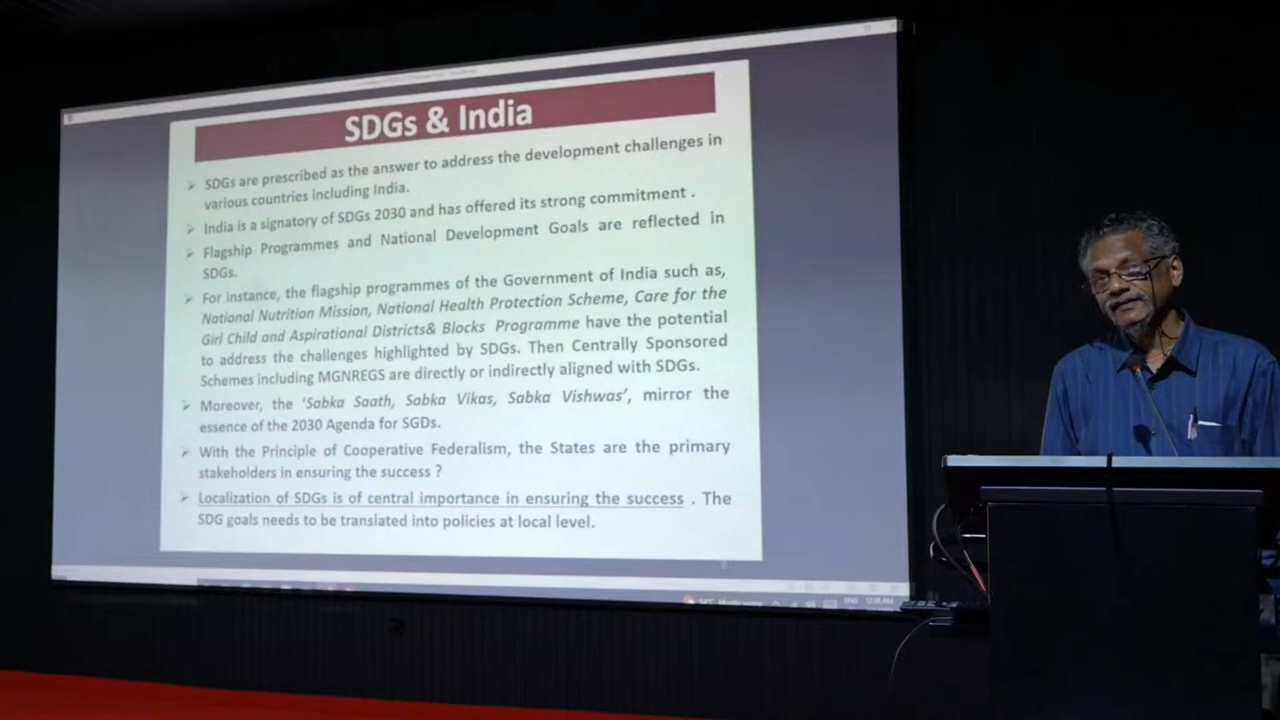 SDGs & India
➢ SDGs are prescribed as the answer to address the development challenges in
various countries including India.
➢ India is a signatory of SDGs 2030 and has offered its strong commitment .
➢ Flagship Programmes and National Development Goals are reflected in
SDGs.
➢ For instance, the flagship programmes of the Government of India such as,
National Nutrition Mission, National Health Protection Scheme, Care for the
Girl Child and Aspirational Districts& Blocks Programme have the potential
to address the challenges highlighted by SDGs. Then Centrally Sponsored
Schemes including MGNREGS are directly or indirectly aligned with SDGs.
➢ Moreover, the ‘Sabka Saath, Sabka Vikas, Sabka Vishwas’, mirror the
essence of the 2030 Agenda for SGDs.
➢ With the Principle of Cooperative Federalism, the States are the primary
stakeholders in ensuring the success ?
➢ Localization of SDGs is of central importance in ensuring the success . The
SDG goals needs to be translated into policies at local level.
ENG